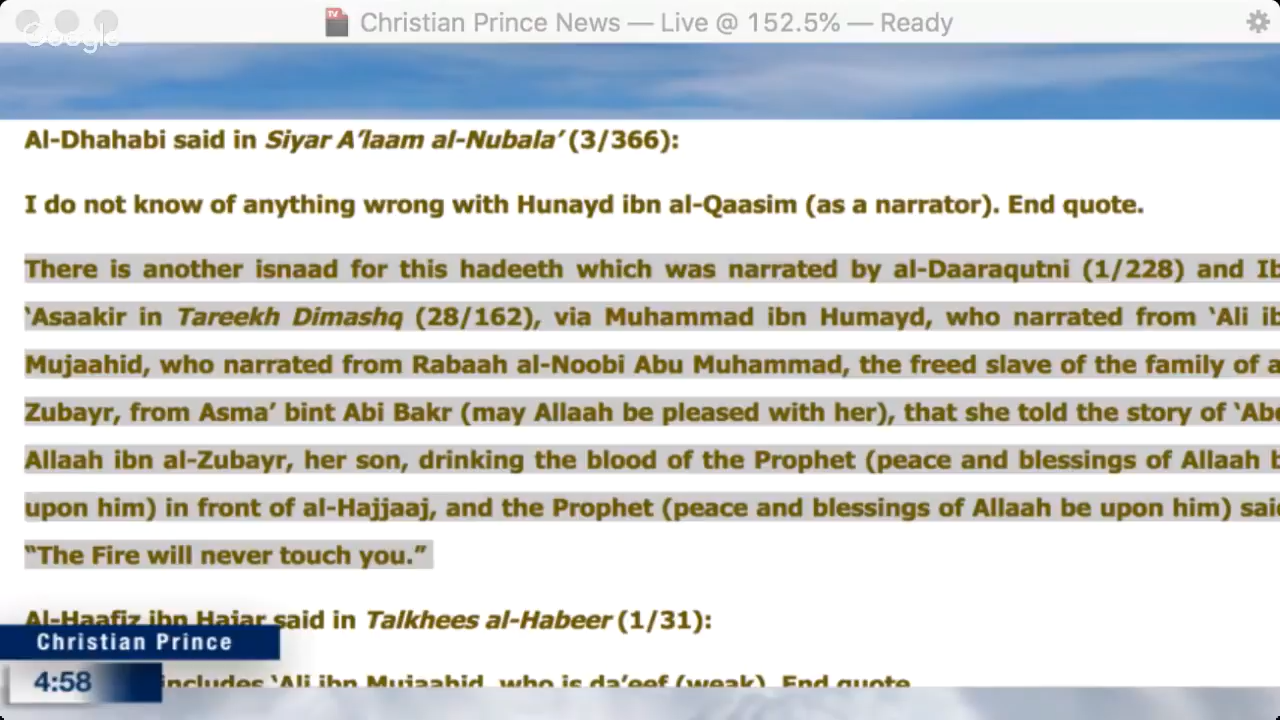 Google
Christian Prince News — Live @ 152.5% — Ready
Al-Dhahabi said in Siyar A'laam al-Nubala' (3/366):
I do not know of anything wrong with Hunayd ibn al-Qaasim (as a narrator). End quote.
There is another isnaad for this hadeeth which was narrated by al-Daaraqutni (1/228) and
'Asaakir in Tareekh Dimashq (28/162), via Muhammad ibn Humayd, who narrated from 'Ali
Mujaahid, who narrated from Rabaah al-Noobi Abu Muhammad, the freed slave of the family of
Zubayr, from Asma' bint Abi Bakr (may Allaah be pleased with her), that she told the story of
Allaah ibn al-Zubayr, her son, drinking the blood of the Prophet (peace and blessings of Allaah
upon him) in front of al-Hajjaaj, and the Prophet (peace and blessings of Allaah be upon him)
"The Fire will never touch you."
Al-Haafiz ibn Hajar said in Talkhees al-Habeer (1/31):
Christian Prince
4:58
includes 'Ali ibn Mujaahid, who is da'eef (weak). End quote